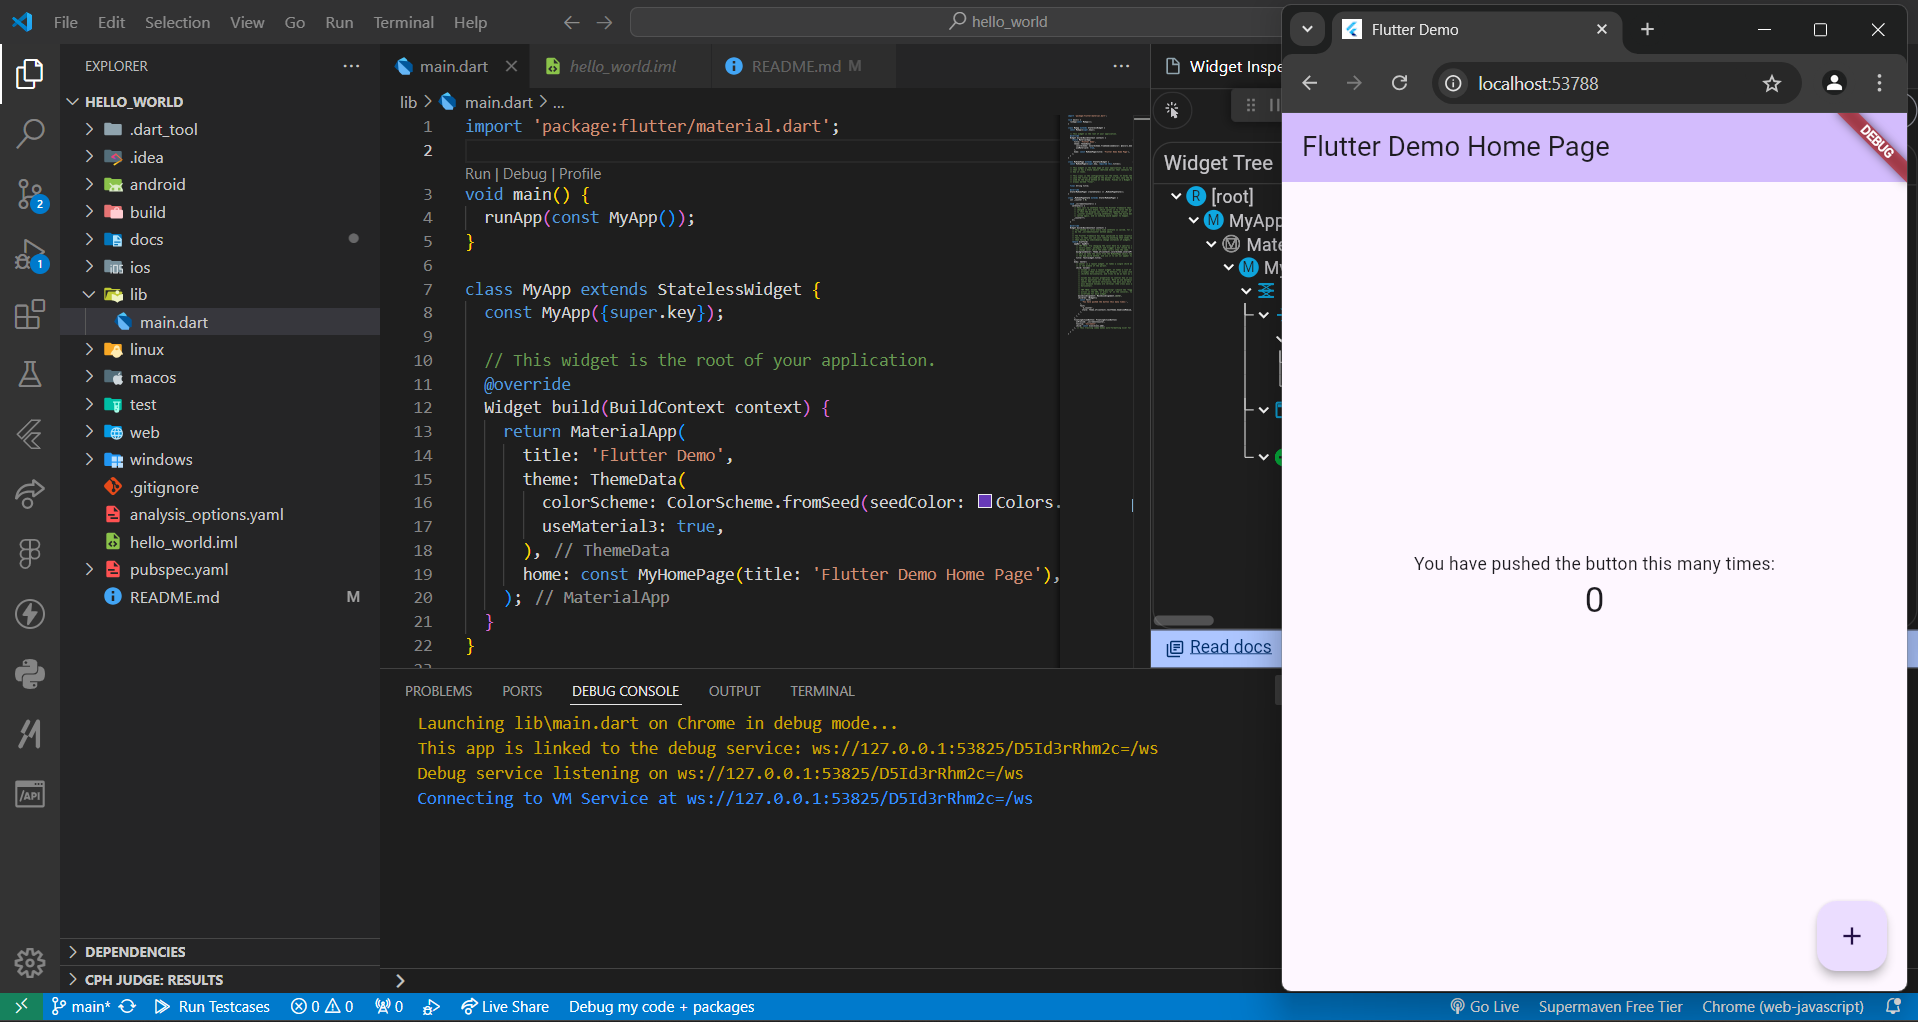 File Edit Selection View Go Run Terminal Help
hello_world
EXPLORER
HELLO_WORLD
.dart_tool
.idea
android
build
docs
ios
lib
main.dart
linux
macos
test
web
windows
.gitignore
analysis_options.yaml
hello_world.iml
pubspec.yaml
README.md M
DEPENDENCIES
CPH JUDGE: RESULTS
2
1
main.dart
hello_world.iml
README.md M
lib > main.dart > ...
1 import 'package:flutter/material.dart';
2
Run | Debug | Profile
3 void main() {
4 runApp(const MyApp());
5 }
6
7 class MyApp extends StatelessWidget {
8 const MyApp({super.key});
9
10 // This widget is the root of your application.
11 @override
12 Widget build(BuildContext context) {
13 return MaterialApp(
14 title: 'Flutter Demo',
15 theme: ThemeData(
16 colorScheme: ColorScheme.fromSeed(seedColor: Colors.
17 useMaterial3: true,
18 ), // ThemeData
19 home: const MyHomePage(title: 'Flutter Demo Home Page'),
20 ); // MaterialApp
21 }
22 }
PROBLEMS PORTS DEBUG CONSOLE OUTPUT TERMINAL
Launching lib\main.dart on Chrome in debug mode...
This app is linked to the debug service: ws://127.0.0.1:53825/D5Id3rRhm2c=/ws
Debug service listening on ws://127.0.0.1:53825/D5Id3rRhm2c=/ws
Connecting to VM Service at ws://127.0.0.1:53825/D5Id3rRhm2c=/ws
Widget Inspe
Widget Tree
[root]
MyApp
Mate
My
Read docs
Flutter Demo
localhost:53788
Flutter Demo Home Page
DEBUG
You have pushed the button this many times:
0
+
main* Run Testcases 0 0 0 Live Share Debug my code + packages
Go Live Supermaven Free Tier Chrome (web-javascript)